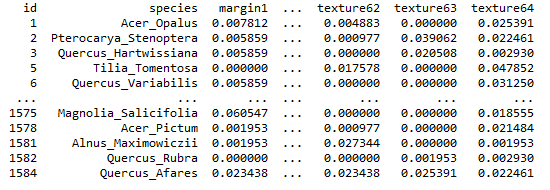 id species margin1 ... texture62 texture63 texture64
1 Acer_Opalus 0.007812 ... 0.004883 0.000000 0.025391
2 Pterocarya_Stenoptera 0.005859 ... 0.000977 0.039062 0.022461
3 Quercus_Hartwissiana 0.005859 ... 0.000000 0.020508 0.002930
5 Tilia_Tomentosa 0.000000 ... 0.017578 0.000000 0.047852
6 Quercus_Variabilis 0.005859 ... 0.000000 0.000000 0.031250
... ... ... ... ... ... ...
1575 Magnolia_Salicifolia 0.060547 ... 0.000000 0.000000 0.018555
1578 Acer_Pictum 0.001953 ... 0.000977 0.000000 0.021484
1581 Alnus_Maximowiczii 0.001953 ... 0.027344 0.000000 0.001953
1582 Quercus_Rubra 0.000000 ... 0.000000 0.001953 0.002930
1584 Quercus_Afares 0.023438 ... 0.023438 0.025391 0.022461